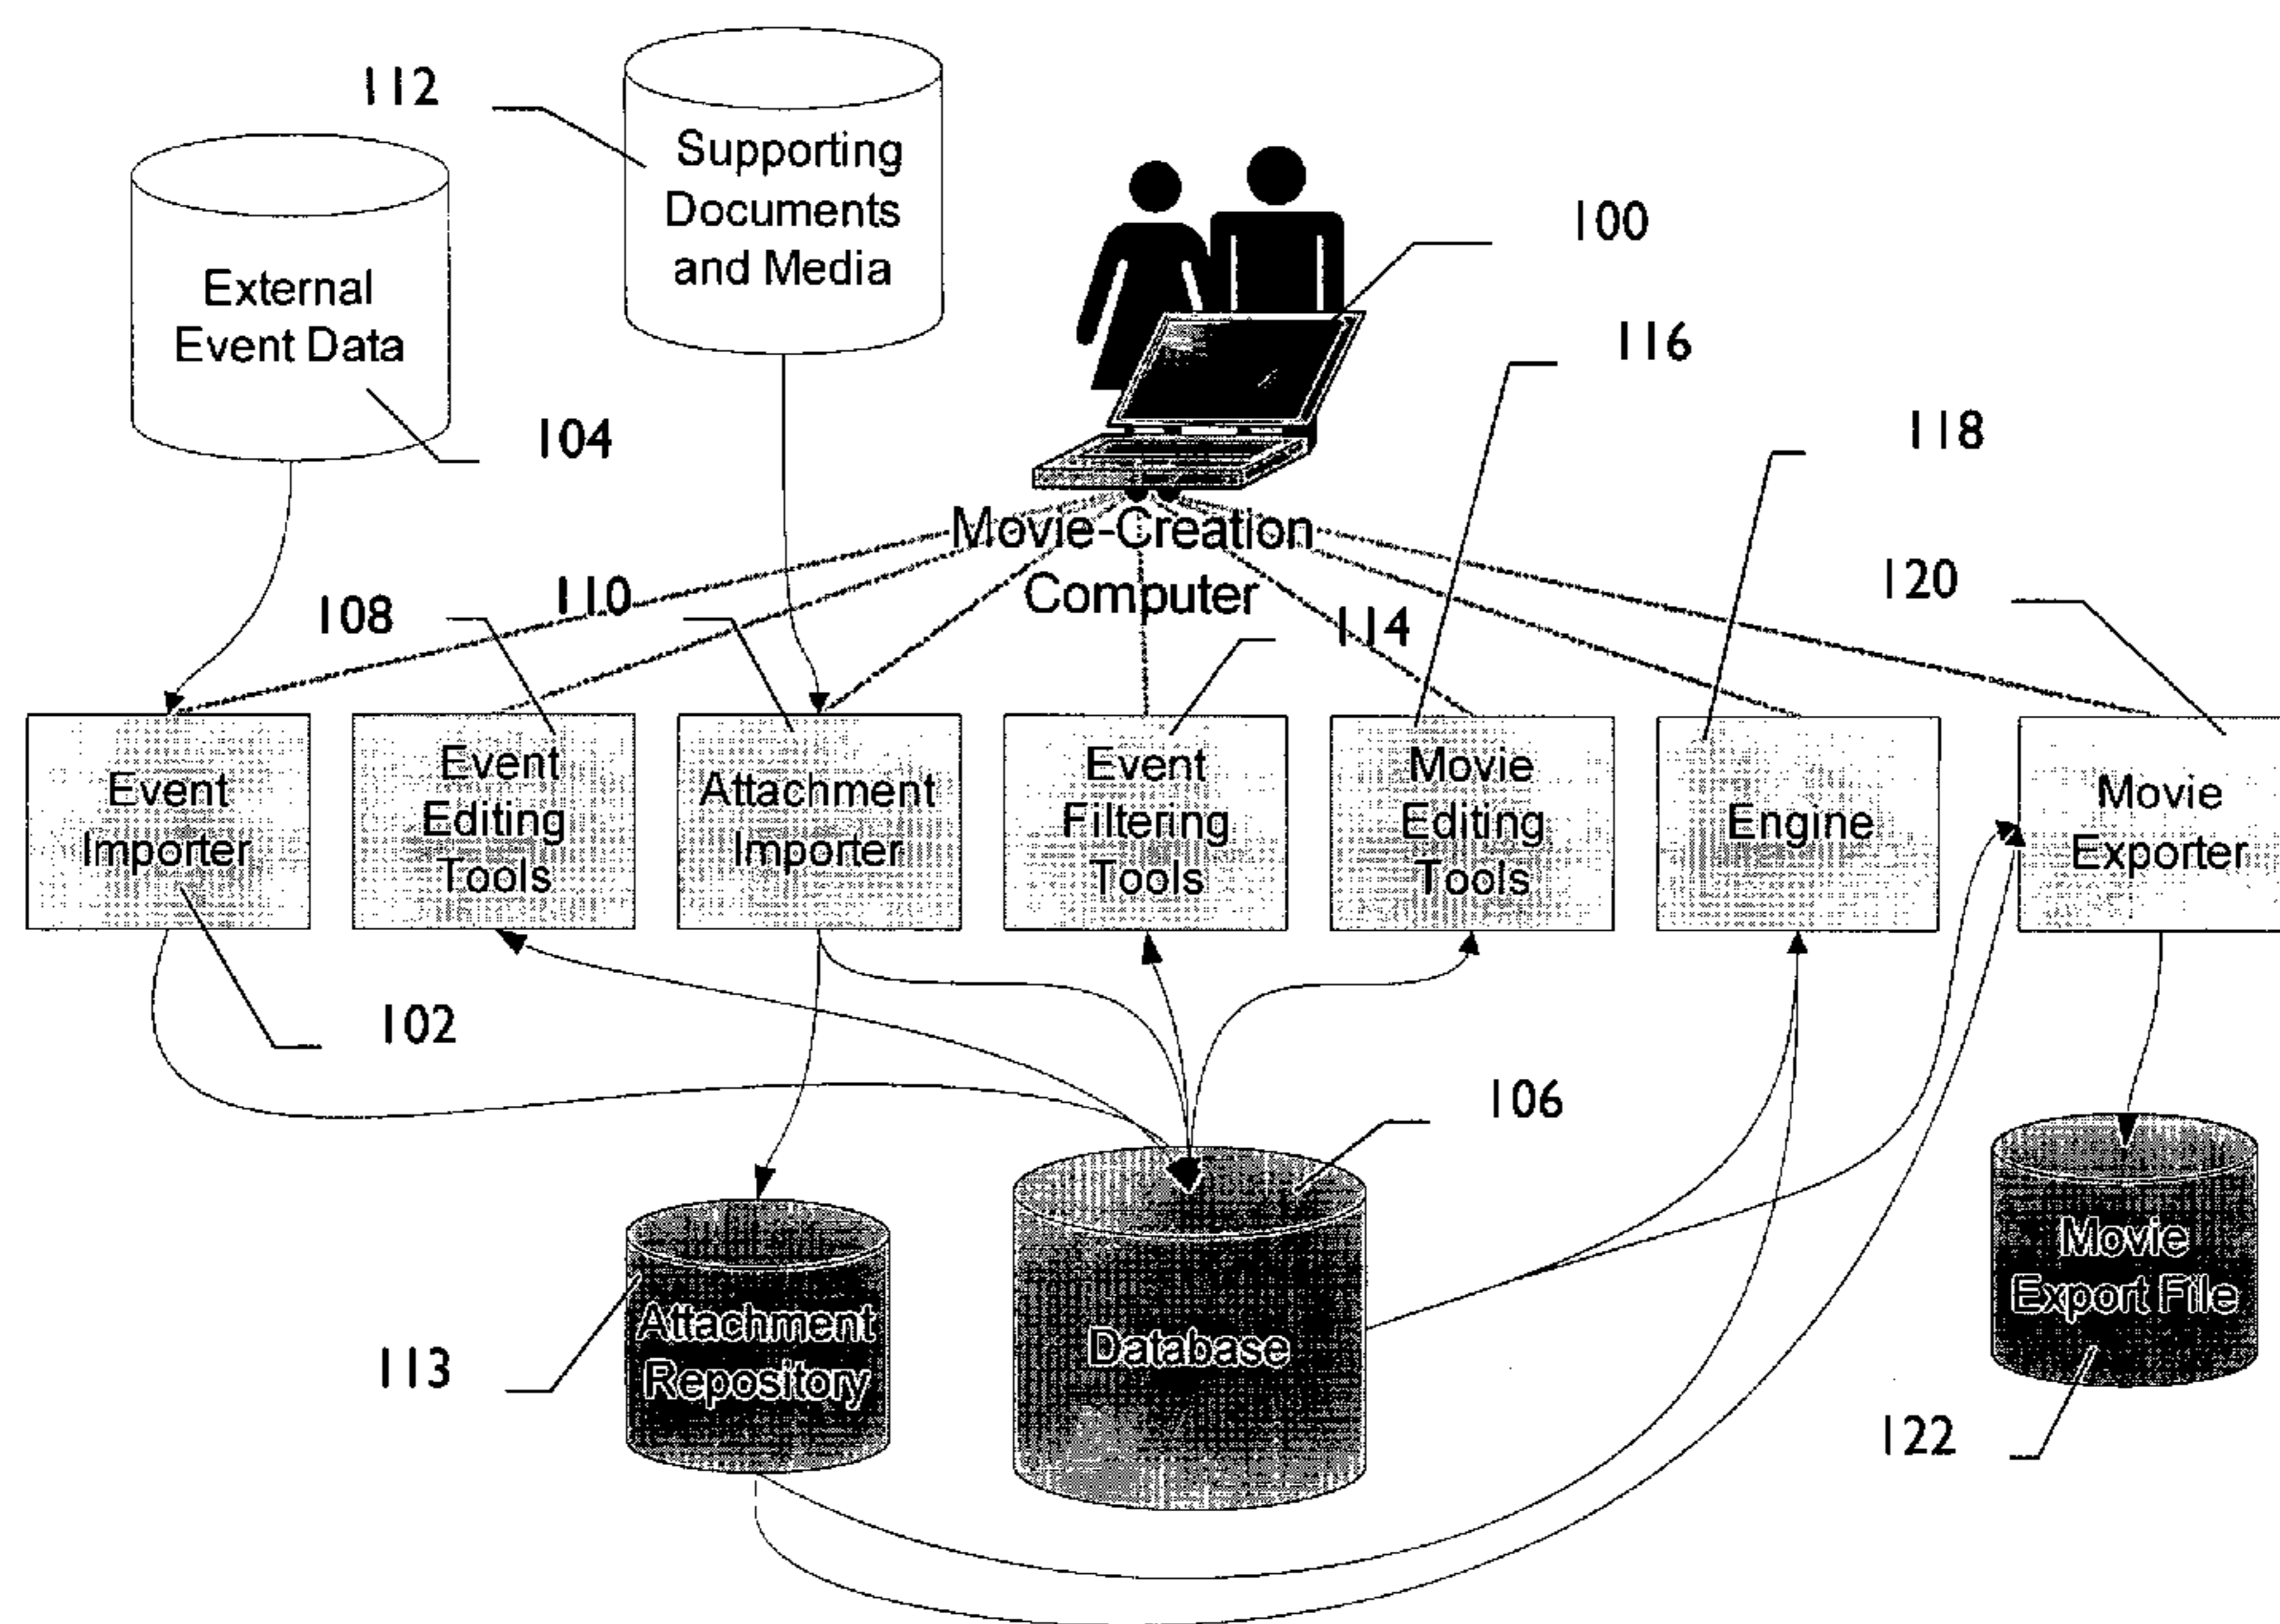 112
Supporting
Documents
and Media
External
Event Data
104
100
116
118
Movie-Creation
Computer
108
110
114
120
Event
Importer
Event
Editing
Tools
Attachment
Importer
Event
Filtering
Tools
Movie
Editing
Tools
Engine
Movie
Exporter
102
106
113
Attachment
Repository
Database
Movie
Export File
122